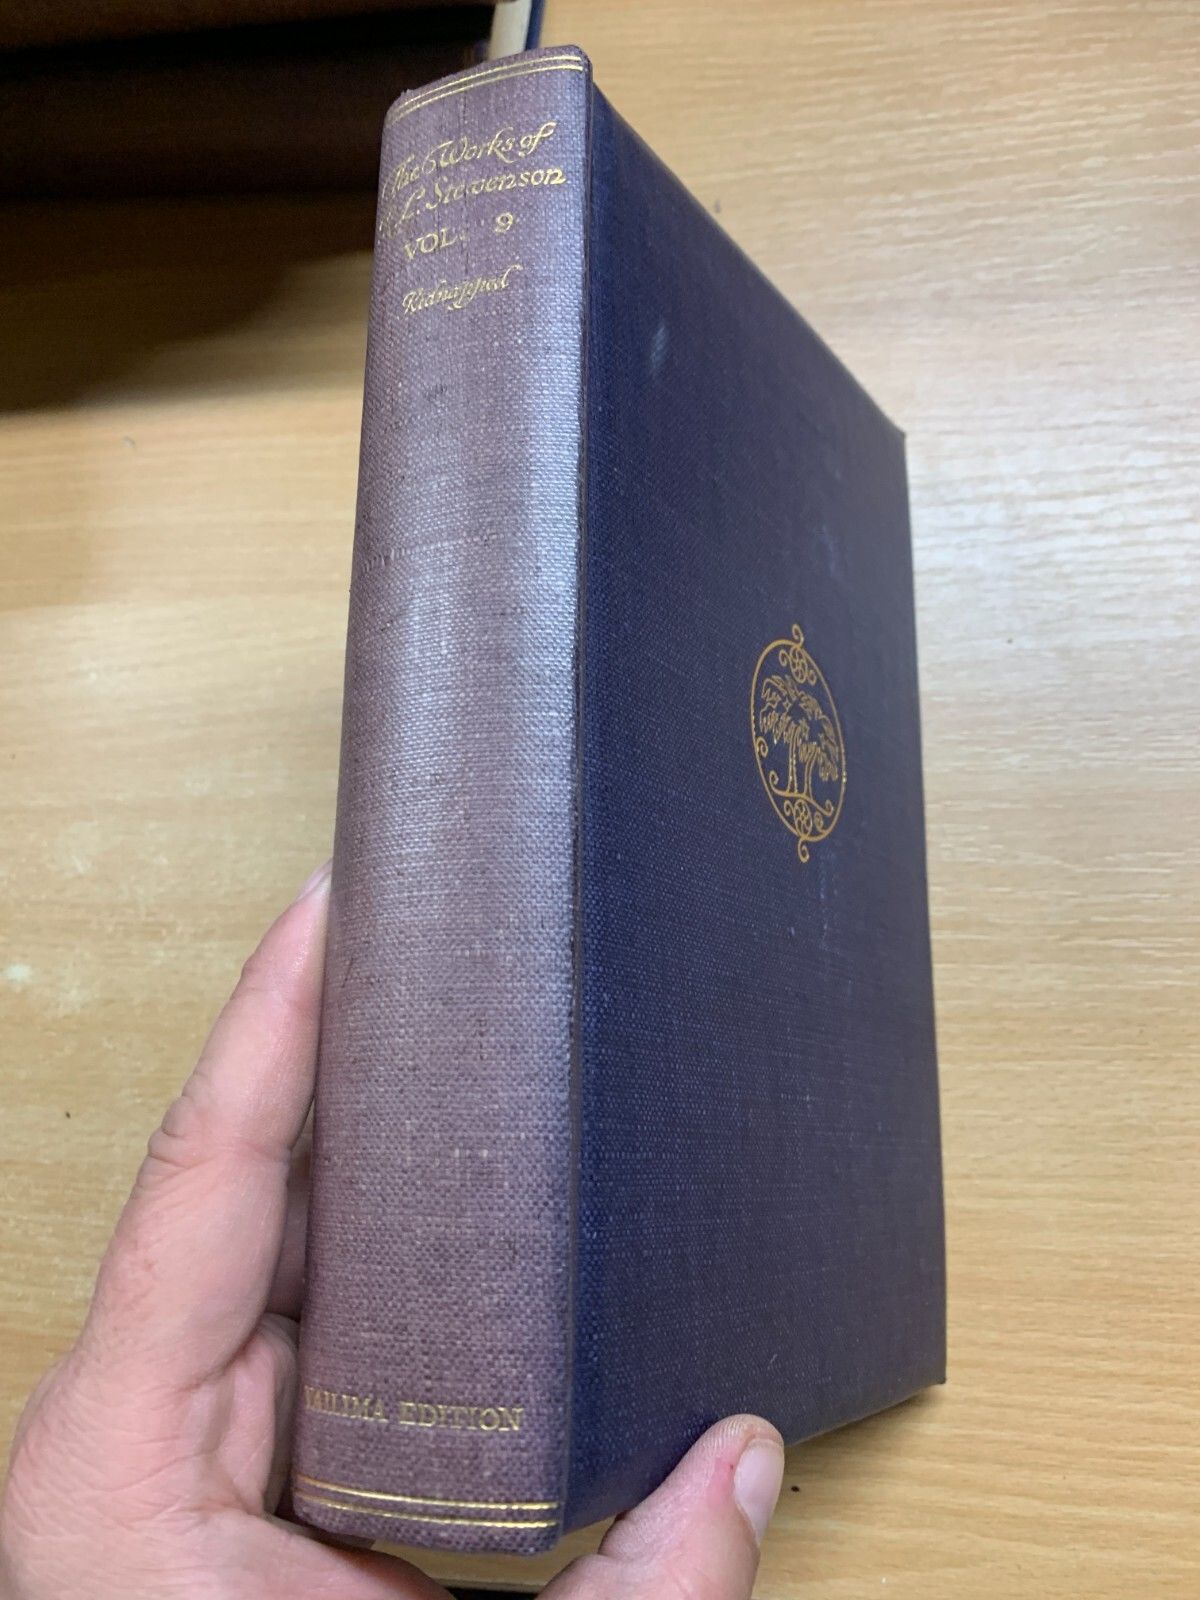 The Works of
R. L. Stevenson
VOL. 9
Kidnapped
VAILIMA EDITION